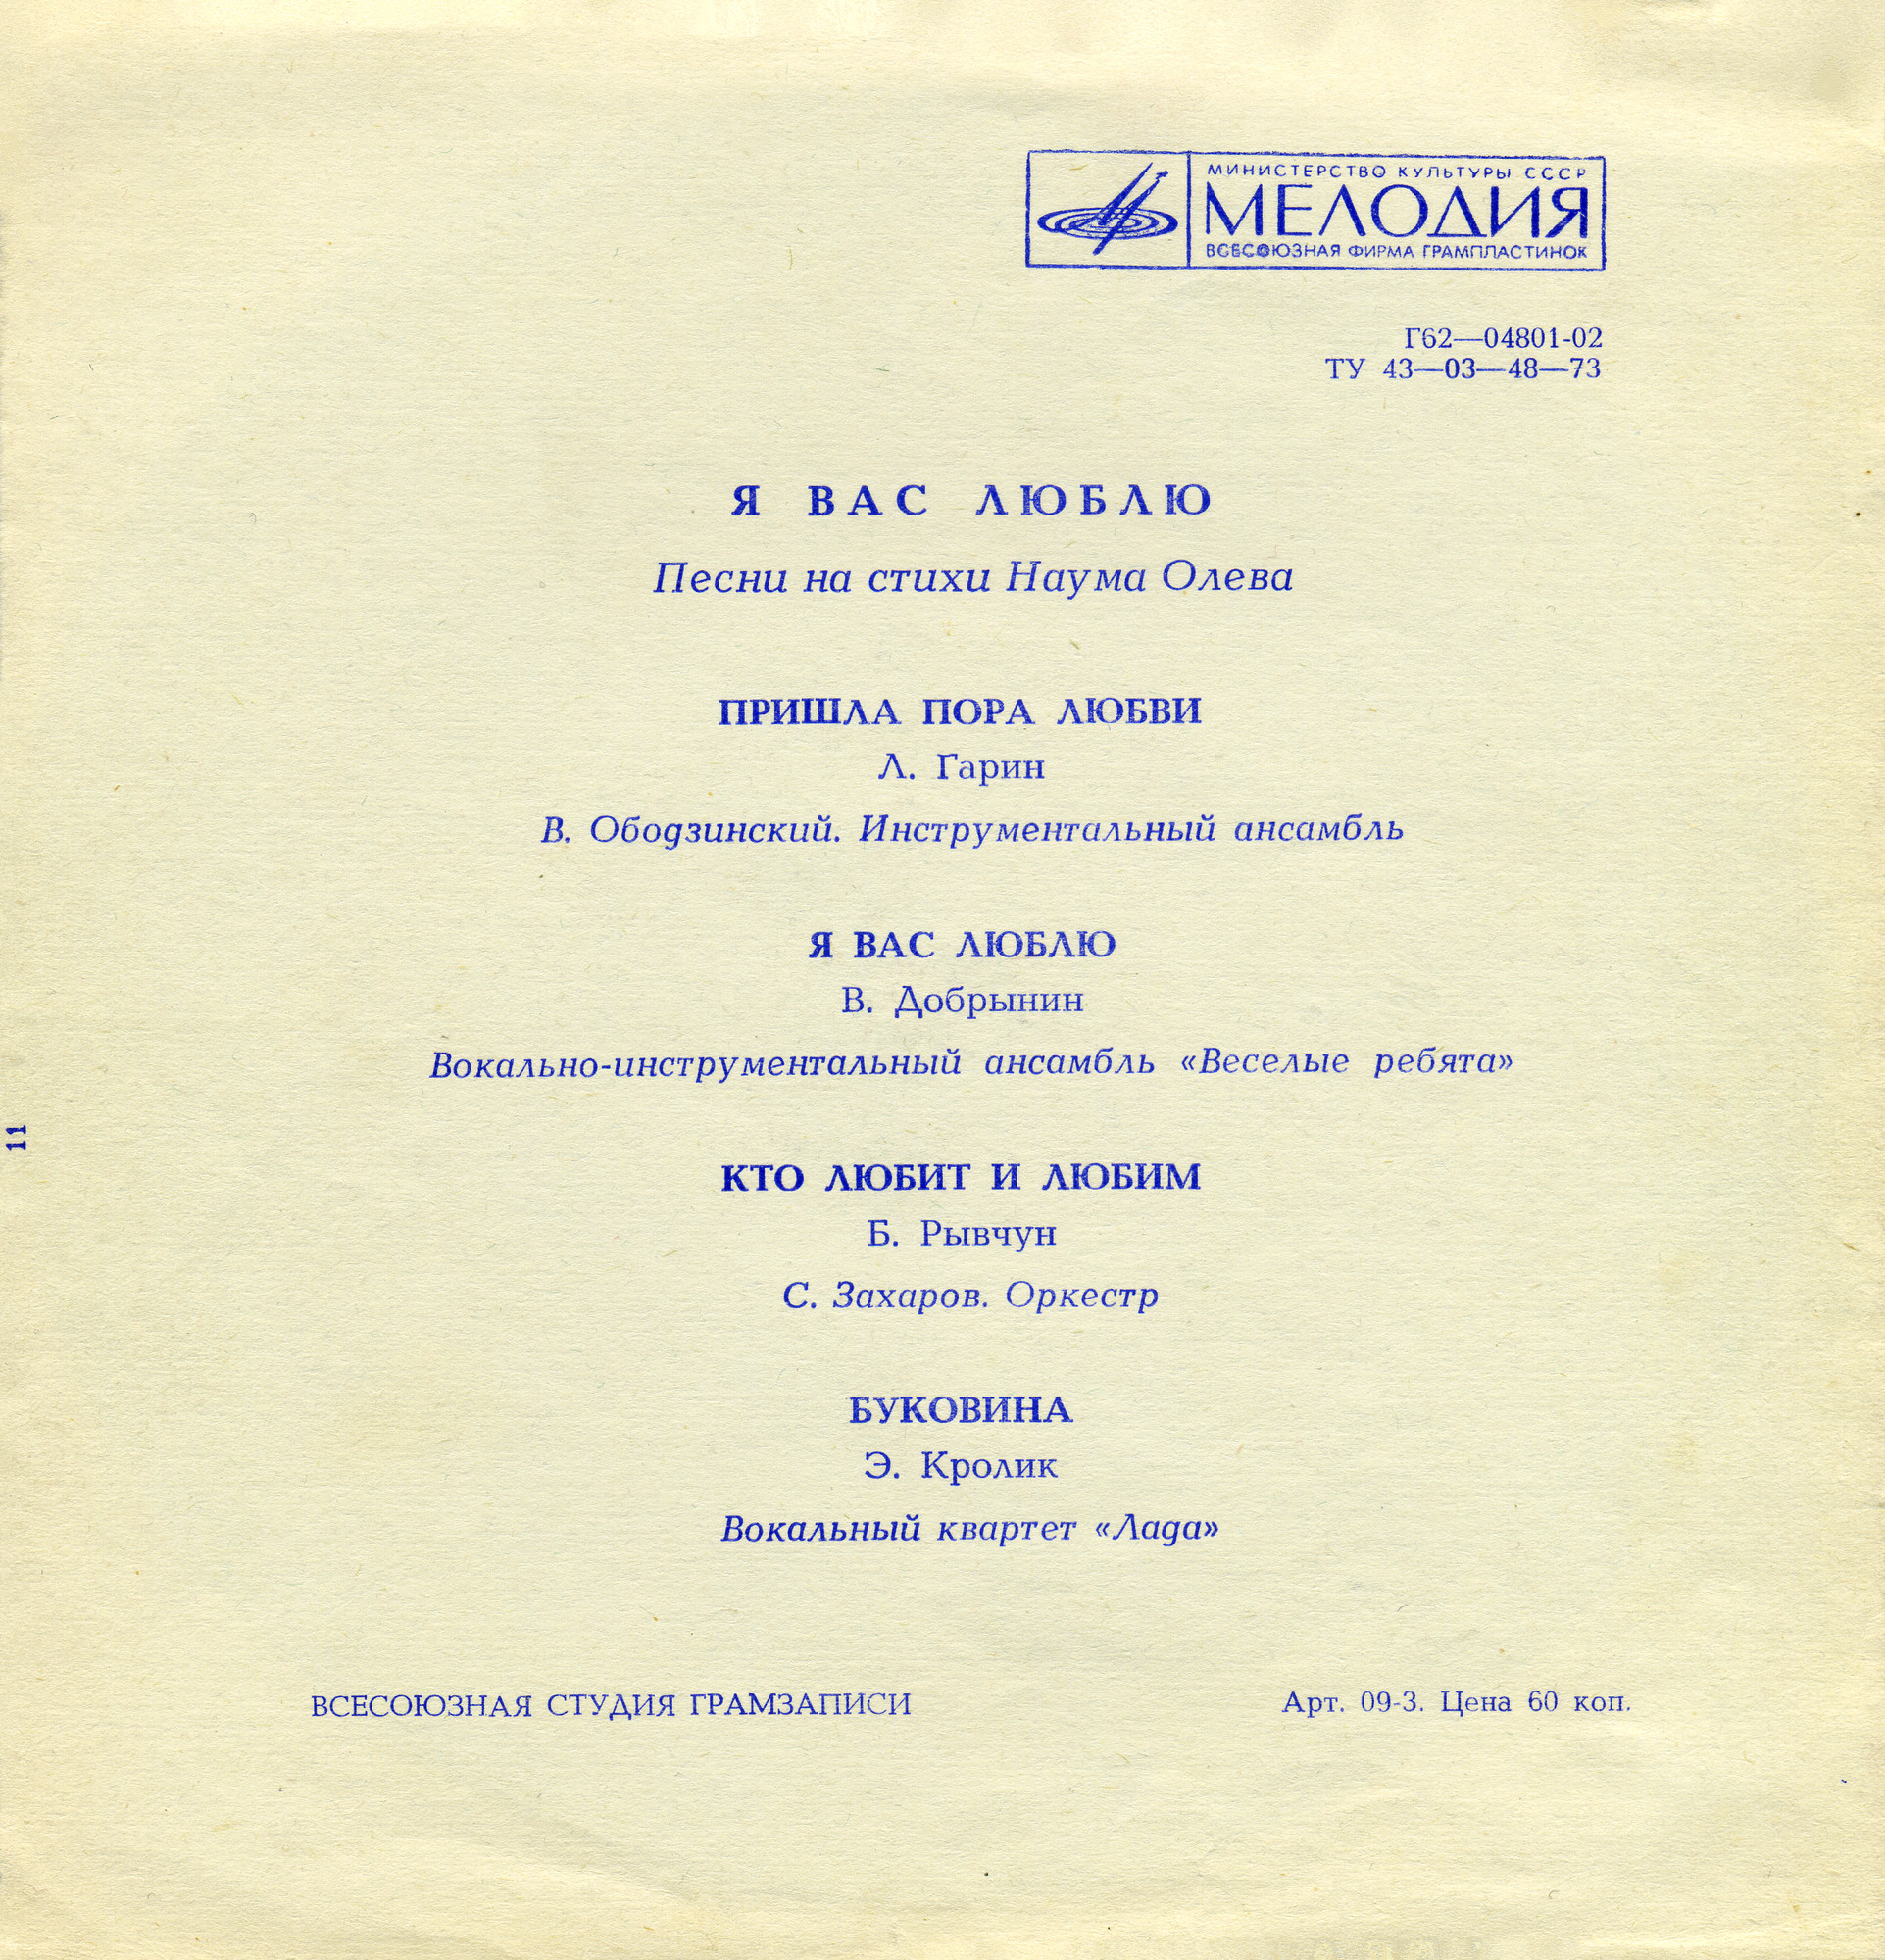 МИНИСТЕРСТВО КУЛЬТУРЫ СССР
МЕЛОДИЯ
ВСЕСОЮЗНАЯ ФИРМА ГРАМПЛАСТИНОК
Г62—04801-02
ТУ 43—03—48—73
Я ВАС ЛЮБЛЮ
Песни на стихи Наума Олева
ПРИШЛА ПОРА ЛЮБВИ
Л. Гарин
В. Ободзинский. Инструментальный ансамбль
Я ВАС ЛЮБЛЮ
В. Добрынин
Вокально-инструментальный ансамбль «Веселые ребята»
11
КТО ЛЮБИТ И ЛЮБИМ
Б. Рывчун
С. Захаров. Оркестр
БУКОВИНА
Э. Кролик
Вокальный квартет «Лада»
ВСЕСОЮЗНАЯ СТУДИЯ ГРАМЗАПИСИ
Арт. 09-3. Цена 60 коп.